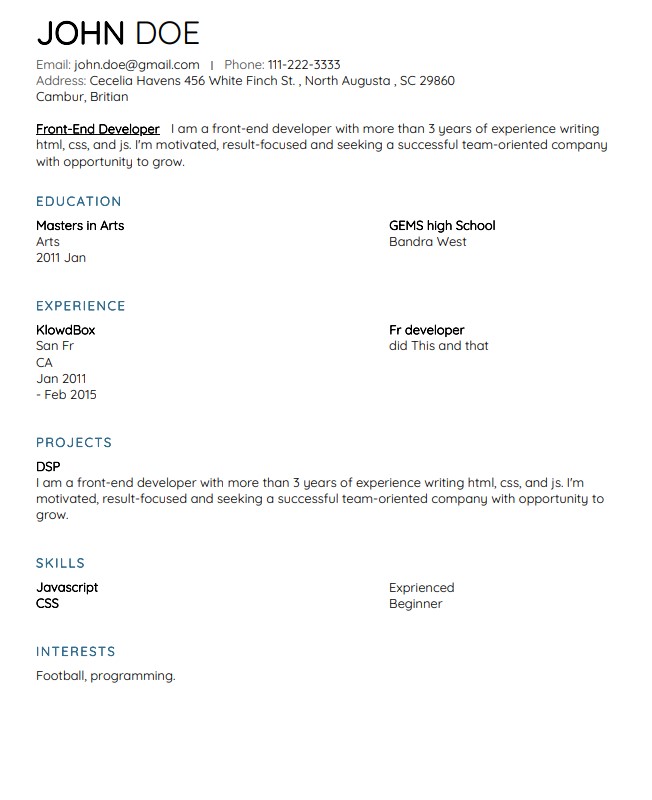 JOHN DOE
Email: john.doe@gmail.com | Phone: 111-222-3333
Address: Cecelia Havens 456 White Finch St. , North Augusta , SC 29860
Cambur, Britian
Front-End Developer I am a front-end developer with more than 3 years of experience writing
html, css, and js. I'm motivated, result-focused and seeking a successful team-oriented company
with opportunity to grow.
EDUCATION
Masters in Arts GEMS high School
Arts Bandra West
2011 Jan
EXPERIENCE
KlowdBox Fr developer
San Fr did This and that
CA
Jan 2011
- Feb 2015
PROJECTS
DSP
I am a front-end developer with more than 3 years of experience writing html, css, and js. I'm
motivated, result-focused and seeking a successful team-oriented company with opportunity to
grow.
SKILLS
Javascript Exprienced
CSS Beginner
INTERESTS
Football, programming.